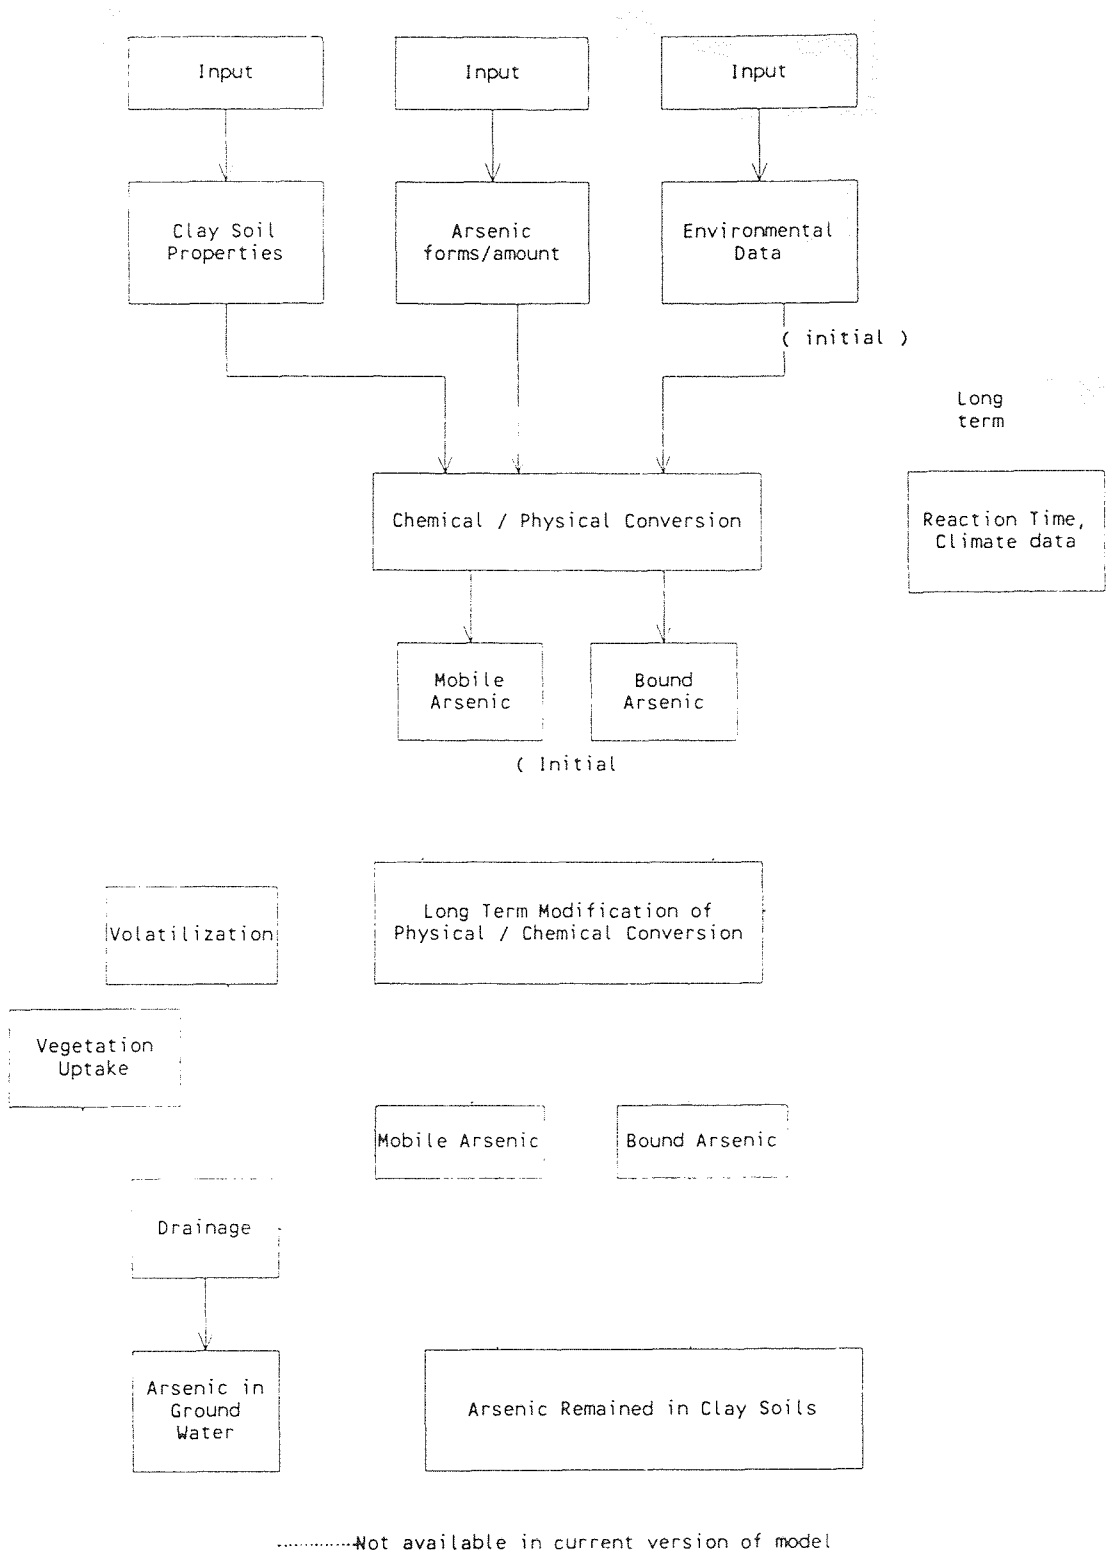 Input
Input
Input
Clay Soil
Properties
Arsenic
forms/amount
Environmental
Data
( initial )
Long
term
Chemical / Physical Conversion
Reaction Time,
Climate data
Mobile
Arsenic
Bound
Arsenic
( Initial
Long Term Modification of
Physical / Chemical Conversion
Volatilization
Vegetation
Uptake
Mobile Arsenic
Bound Arsenic
Drainage
Arsenic in
Ground
Water
Arsenic Remained in Clay Soils
Not available in current version of model